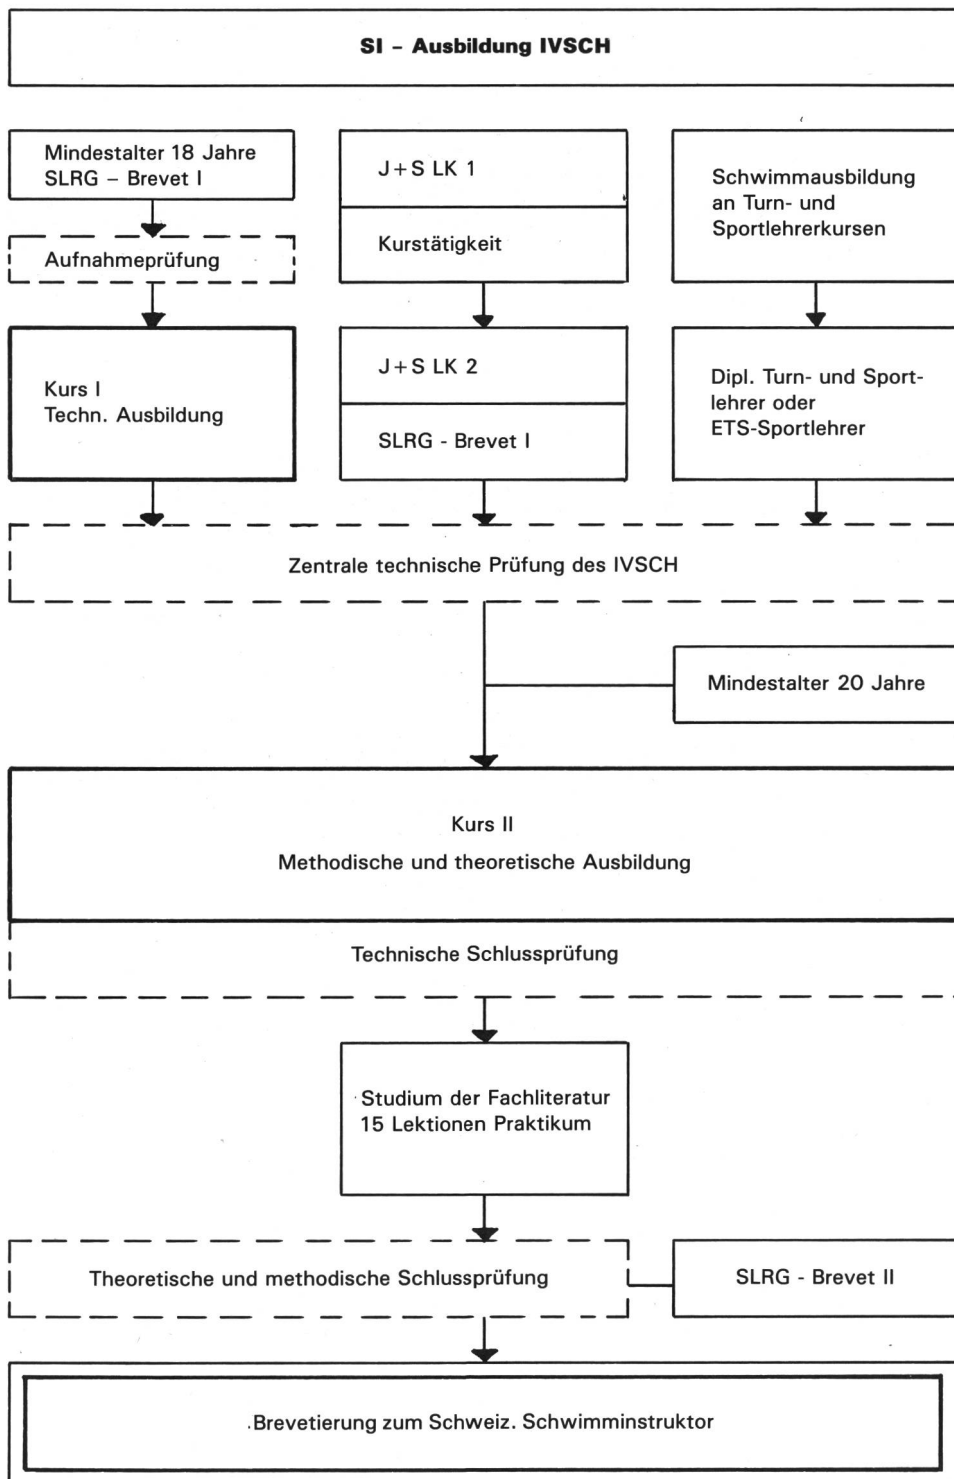 SI – Ausbildung IVSCH
Mindestalter 18 Jahre
SLRG – Brevet I
Aufnahmeprüfung
Kurs I
Techn. Ausbildung
J+S LK 1
Kurstätigkeit
J+S LK 2
SLRG - Brevet I
Schwimmausbildung
an Turn- und
Sportlehrerkursen
Dipl. Turn- und Sport-
lehrer oder
ETS-Sportlehrer
Zentrale technische Prüfung des IVSCH
Mindestalter 20 Jahre
Kurs II
Methodische und theoretische Ausbildung
Technische Schlussprüfung
Studium der Fachliteratur
15 Lektionen Praktikum
Theoretische und methodische Schlussprüfung
SLRG - Brevet II
Brevetierung zum Schweiz. Schwimminstruktor